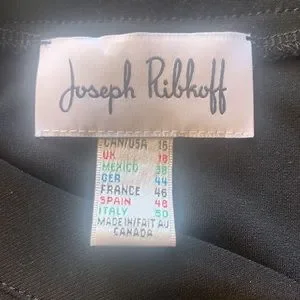 Joseph Ribkoff
CAN/USA 16
UK 18
MEXICO 38
GER 44
FRANCE 46
SPAIN 48
ITALY 50
MADE IN/FAIT AU
CANADA